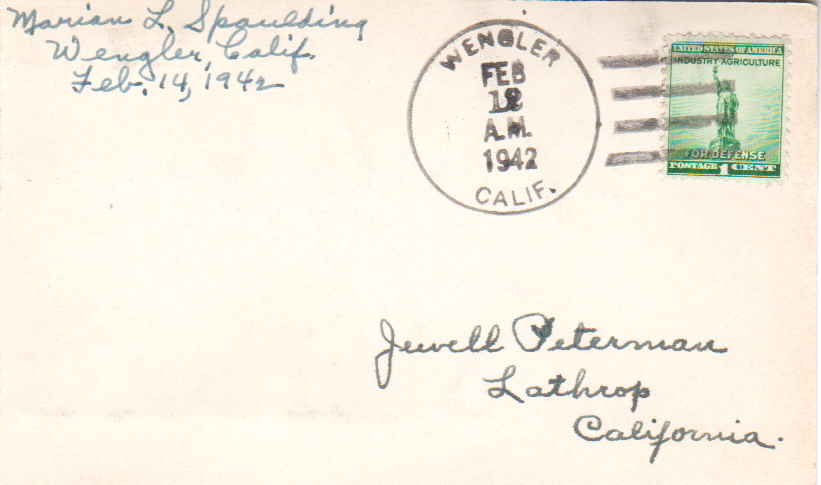 Marian L. Spaulding
Wengler, Calif.
Feb. 14, 1942
WENGLER
FEB
A.M.
1942
CALIF.
UNITED STATES OF AMERICA
INDUSTRY AGRICULTURE
FOR DEFENSE
POSTAGE 1 CENT
Jewell Peterman
Lathrop
California.